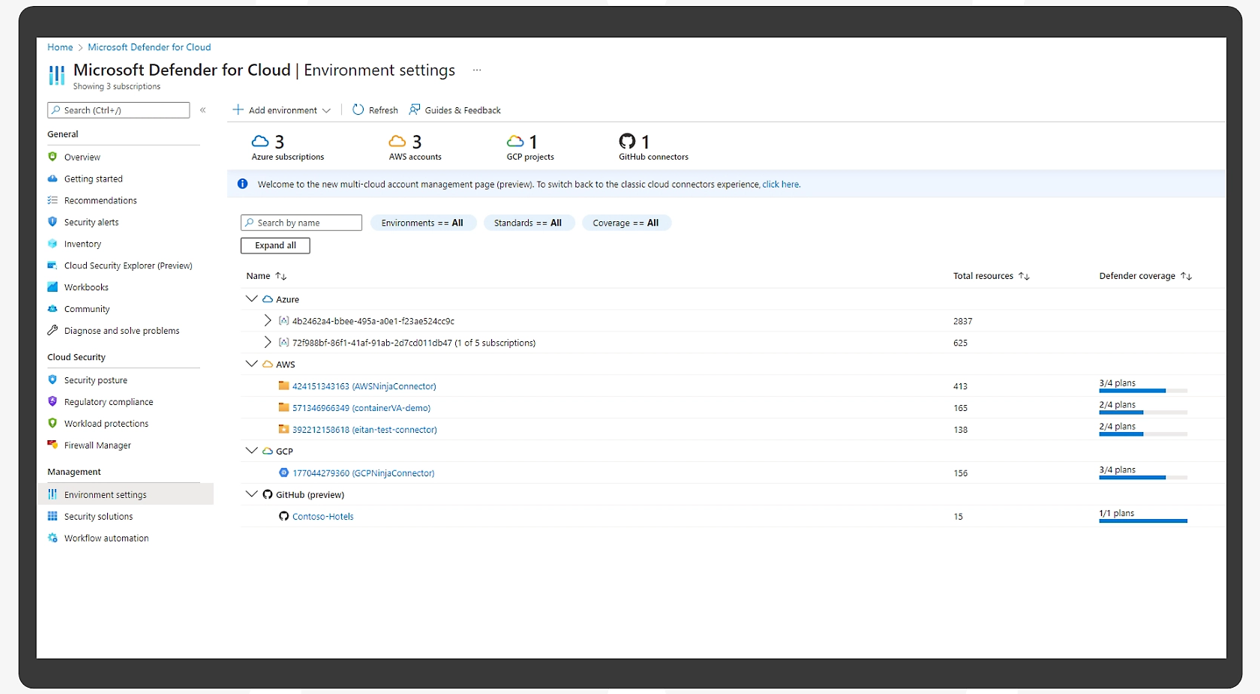 Home > Microsoft Defender for Cloud
Microsoft Defender for Cloud | Environment settings ...
Showing 3 subscriptions
Search (Ctrl+/) «
General
Overview
Getting started
Recommendations
Security alerts
Inventory
Cloud Security Explorer (Preview)
Workbooks
Community
Diagnose and solve problems
Cloud Security
Security posture
Regulatory compliance
Workload protections
Firewall Manager
Management
Environment settings
Security solutions
Workflow automation
Add environment Refresh Guides & Feedback
3 3 1 1
Azure subscriptions AWS accounts GCP projects GitHub connectors
Welcome to the new multi-cloud account management page (preview). To switch back to the classic cloud connectors experience, click here.
Search by name Environments == All Standards == All Coverage == All
Expand all
Name ↑↓ Total resources ↑↓ Defender coverage ↑↓
Azure
4b2462a4-bbee-495a-a0e1-f23ae524cc9c 2837
72f988bf-86f1-41af-91ab-2d7cd011db47 (1 of 5 subscriptions) 625
AWS
424151343163 (AWSNinjaConnector) 413 3/4 plans
571346966349 (containerVA-demo) 165 2/4 plans
392212158618 (eitan-test-connector) 138 2/4 plans
GCP
177044279360 (GCPNinjaConnector) 156 3/4 plans
GitHub (preview)
Contoso-Hotels 15 1/1 plans